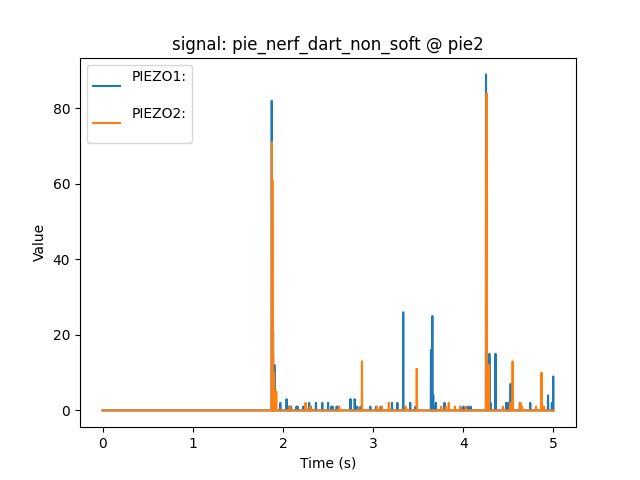 signal: pie_nerf_dart_non_soft @ pie2
PIEZO1:
PIEZO2:
Value
80
60
40
20
0
0 1 2 3 4 5
Time (s)